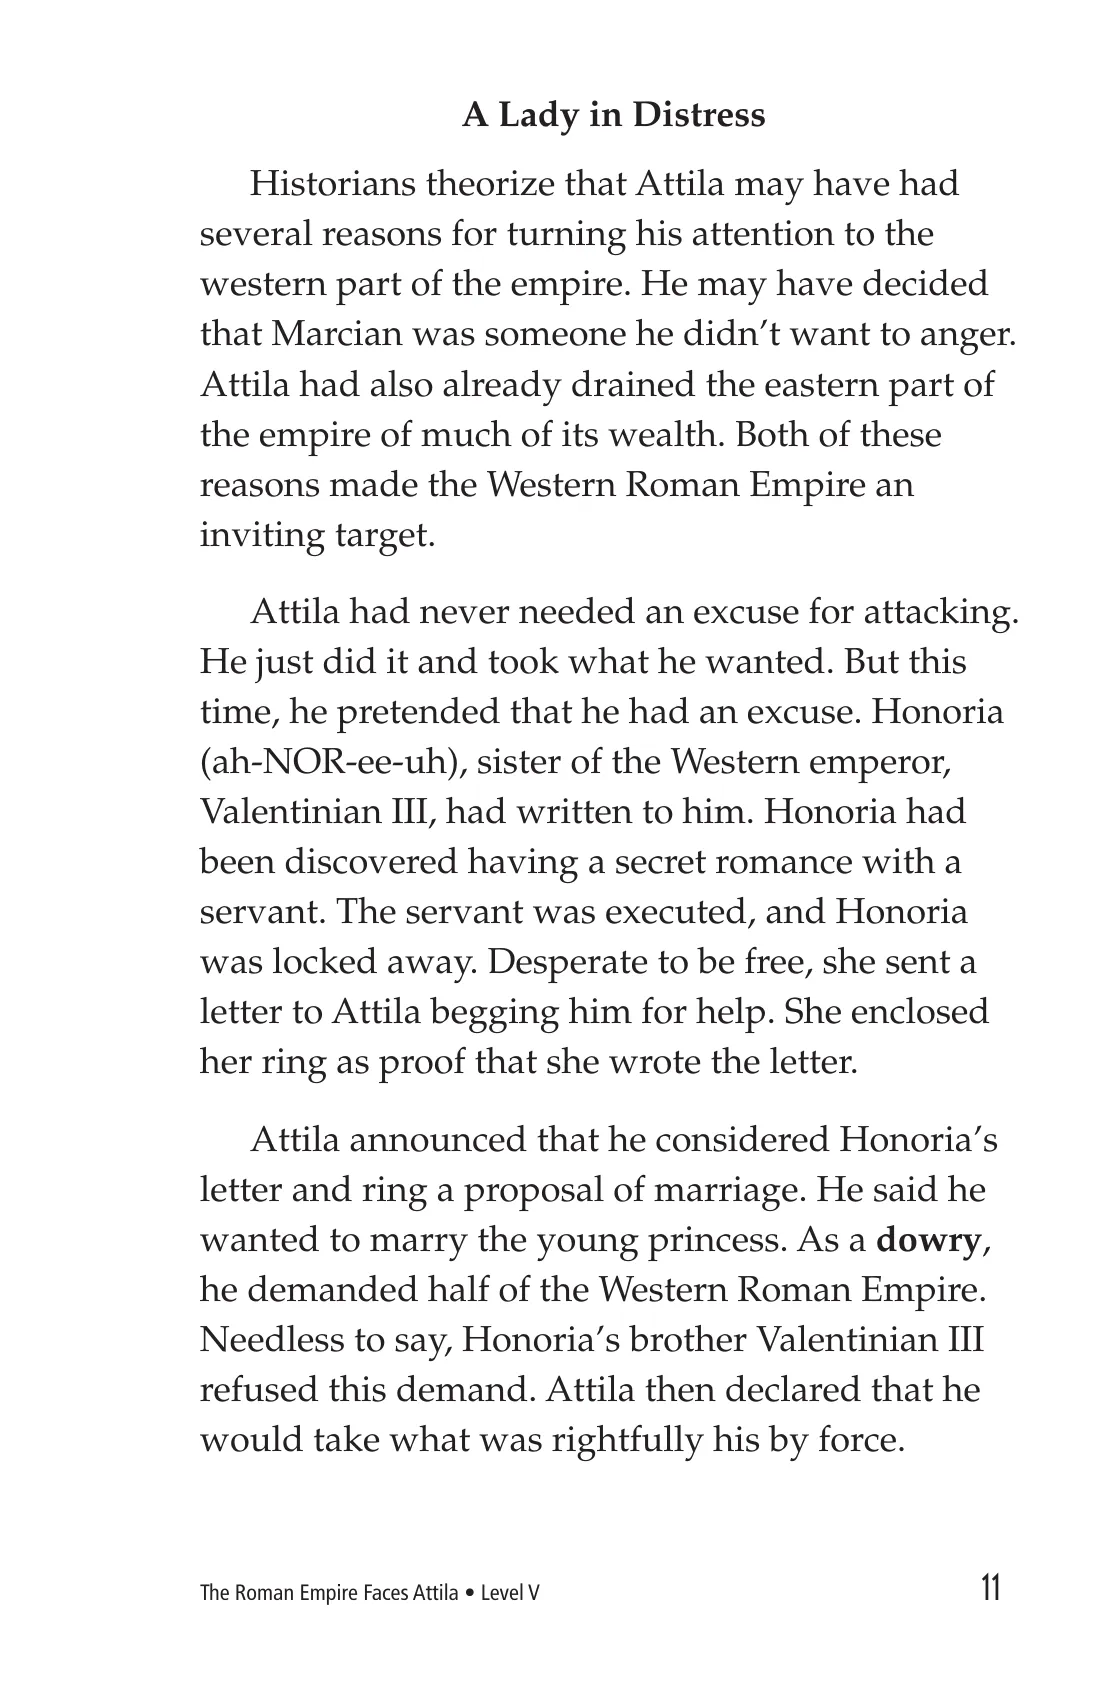 A Lady in Distress
Historians theorize that Attila may have had
several reasons for turning his attention to the
western part of the empire. He may have decided
that Marcian was someone he didn’t want to anger.
Attila had also already drained the eastern part of
the empire of much of its wealth. Both of these
reasons made the Western Roman Empire an
inviting target.
Attila had never needed an excuse for attacking.
He just did it and took what he wanted. But this
time, he pretended that he had an excuse. Honoria
(ah-NOR-ee-uh), sister of the Western emperor,
Valentinian III, had written to him. Honoria had
been discovered having a secret romance with a
servant. The servant was executed, and Honoria
was locked away. Desperate to be free, she sent a
letter to Attila begging him for help. She enclosed
her ring as proof that she wrote the letter.
Attila announced that he considered Honoria’s
letter and ring a proposal of marriage. He said he
wanted to marry the young princess. As a dowry,
he demanded half of the Western Roman Empire.
Needless to say, Honoria’s brother Valentinian III
refused this demand. Attila then declared that he
would take what was rightfully his by force.
The Roman Empire Faces Attila • Level V 11